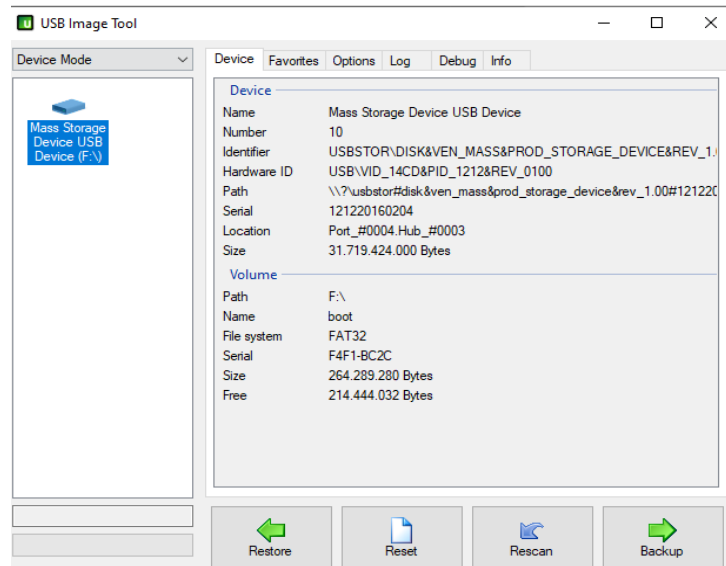 USB Image Tool
Device Mode
Device Favorites Options Log Debug Info
Mass Storage
Device USB
Device (F:\)
Device
Name Mass Storage Device USB Device
Number 10
Identifier USBSTOR\DISK&VEN_MASS&PROD_STORAGE_DEVICE&REV_1.
Hardware ID USB\VID_14CD&PID_1212&REV_0100
Path \\?\usbstor#disk&ven_mass&prod_storage_device&rev_1.00#121220
Serial 121220160204
Location Port_#0004.Hub_#0003
Size 31.719.424.000 Bytes
Volume
Path F:\
Name boot
File system FAT32
Serial F4F1-BC2C
Size 264.289.280 Bytes
Free 214.444.032 Bytes
Restore Reset Rescan Backup